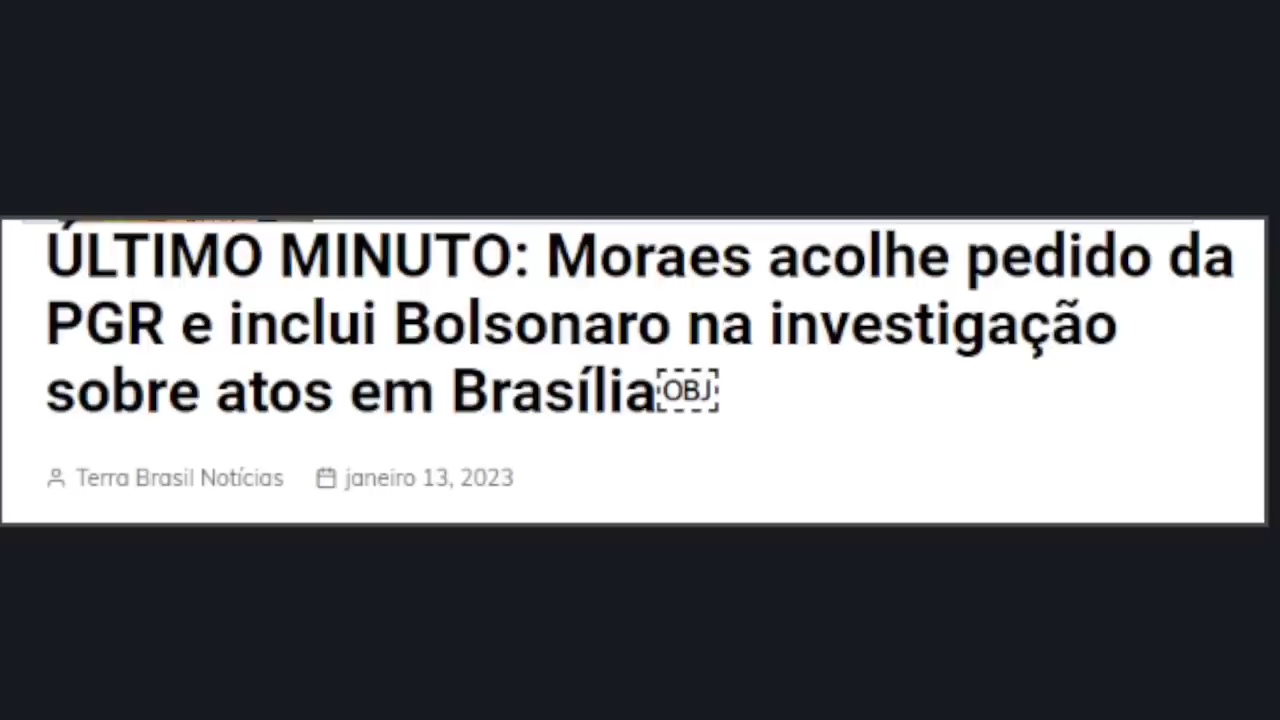 ÚLTIMO MINUTO: Moraes acolhe pedido da
PGR e inclui Bolsonaro na investigação
sobre atos em Brasília￼
Terra Brasil Notícias janeiro 13, 2023